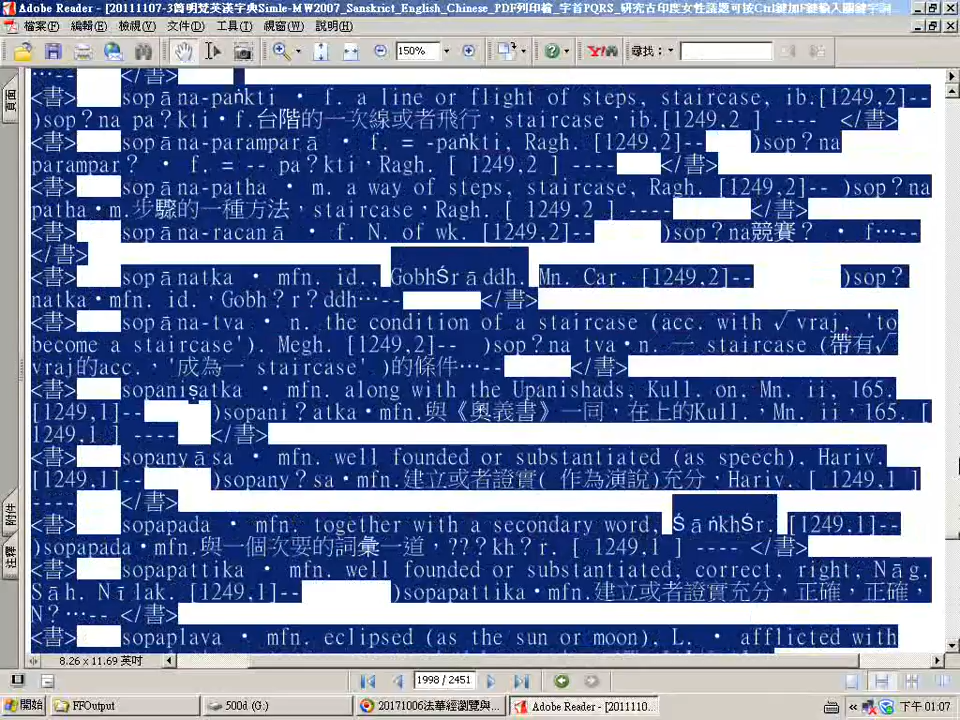 Adobe Reader - [20111107-3簡明梵英漢字典Simle-MW2007_Sanskrict_English_Chinese_PDF列印檔_字首PQRS_研究古印度女性議題可按Ctrl鍵加F鍵輸入關鍵字詞
檔案(F) 編輯(E) 檢視(V) 文件(D) 工具(T) 視窗(W) 說明(H)
150% 尋找：
頁面
附件
注釋
…-- </書>
<書> sopāna-paṅkti • f. a line or flight of steps, staircase, ib.[1249,2]--
)sop？na pa？kti•f.台階的一次線或者飛行，staircase，ib.[1249.2 ] ---- </書>
<書> sopāna-paramparā • f. = -paṅkti, Ragh. [1249,2]-- )sop？na
parampar？ • f. = -- pa？kti，Ragh. [ 1249.2 ] ---- </書>
<書> sopāna-patha • m. a way of steps, staircase, Ragh. [1249,2]-- )sop？na
patha•m.步驟的一種方法，staircase，Ragh. [ 1249.2 ] ---- </書>
<書> sopāna-racanā • f. N. of wk. [1249,2]-- )sop？na競賽？ • f…--
</書>
<書> sopānatka • mfn. id., GobhŚrāddh. Mn. Car. [1249,2]-- )sop？
natka•mfn. id.，Gobh？r？ddh…-- </書>
<書> sopāna-tva • n. the condition of a staircase (acc. with √vraj, 'to
become a staircase'). Megh. [1249,2]-- )sop？na tva•n. 一 staircase (帶有√
vraj的acc.，'成為一 staircase' )的條件…-- </書>
<書> sopaniṣatka • mfn. along with the Upanishads, Kull. on. Mn. ii, 165.
[1249,1]-- )sopani？atka•mfn.與《奧義書》一同，在上的Kull.，Mn. ii，165. [
1249.1 ] ---- </書>
<書> sopanyāsa • mfn. well founded or substantiated (as speech), Hariv.
[1249,1]-- )sopany？sa•mfn.建立或者證實( 作為演說)充分，Hariv. [ 1249.1 ]
---- </書>
<書> sopapada • mfn. together with a secondary word, ŚāṅkhŚr. [1249,1]--
)sopapada•mfn.與一個次要的詞彙一道，???kh？r. [ 1249.1 ] ---- </書>
<書> sopapattika • mfn. well founded or substantiated, correct, right, Nāg.
Sāh. Nīlak. [1249,1]-- )sopapattika•mfn.建立或者證實充分，正確，正確，
N？…-- </書>
<書> sopaplava • mfn. eclipsed (as the sun or moon), L. • afflicted with
8.26 x 11.69 英吋
1998 / 2451
開始 FFOutput 500d (G:) 20171006法華經瀏覽與... Adobe Reader - [2011110... 下午 01:07